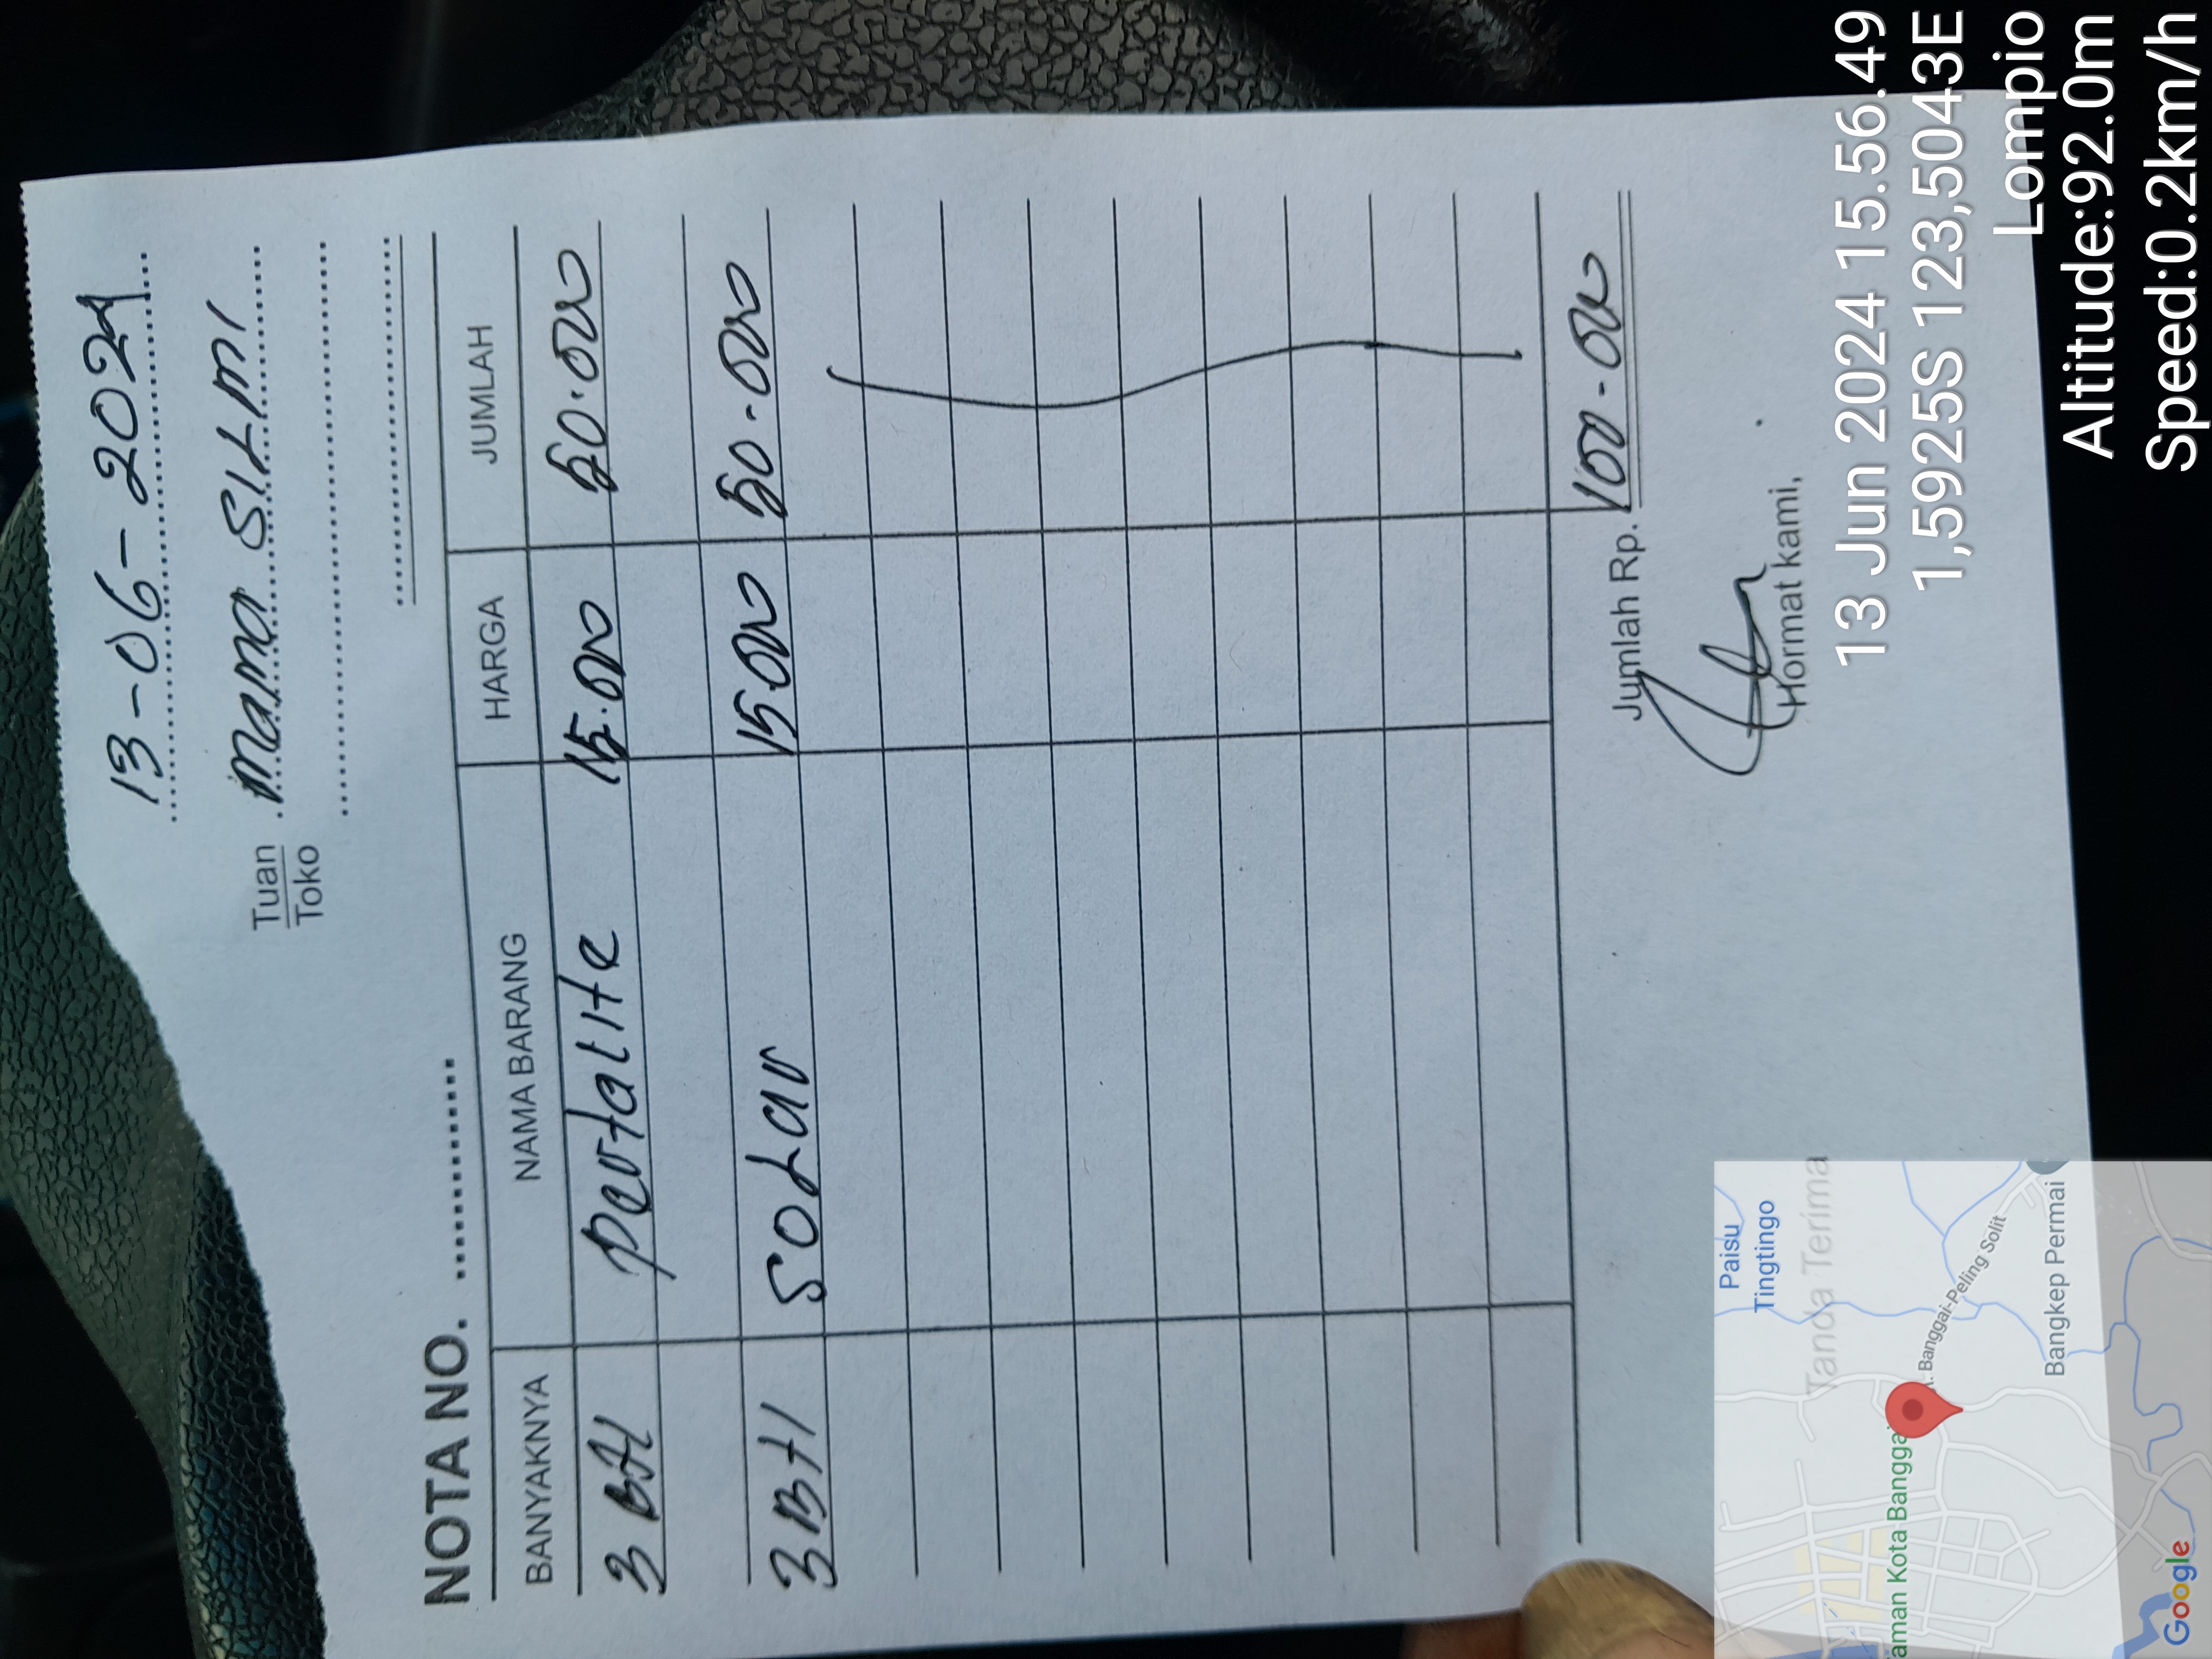 13-06-2024
Tuan mama SILMI
Toko
NOTA NO.
BANYAKNYA NAMA BARANG HARGA JUMLAH
3 Btl Pertalite 15.000 50.000
3 Btl Solar 15.000 50.000
Jumlah Rp. 100.000
Tanda Terima Hormat kami,
13 Jun 2024 15.56.49
1,5925S 123,5043E
Lompio
Altitude:92.0m
Speed:0.2km/h
Paisu
Tingtingo
aman Kota Bangga
. Banggai-Peling Solit
Bangkep Permai
Google